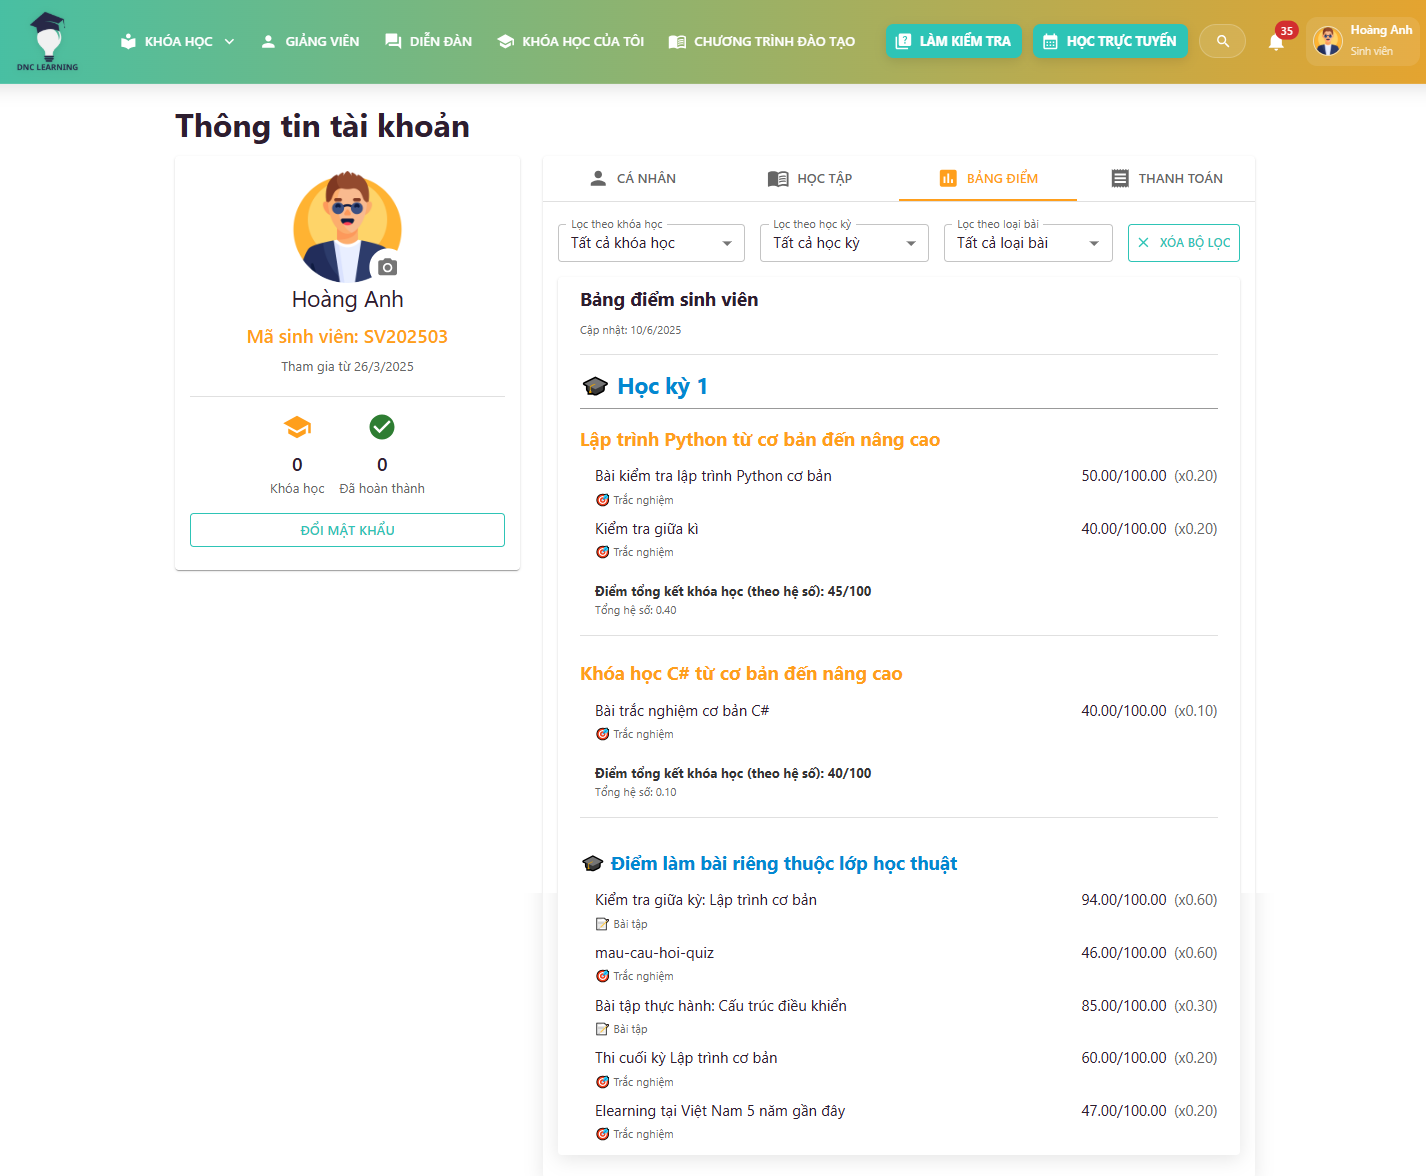 DNC LEARNING
KHÓA HỌC
GIẢNG VIÊN
DIỄN ĐÀN
KHÓA HỌC CỦA TÔI
CHƯƠNG TRÌNH ĐÀO TẠO
LÀM KIỂM TRA
HỌC TRỰC TUYẾN
35
Hoàng Anh
Sinh viên
Thông tin tài khoản
Hoàng Anh
Mã sinh viên: SV202503
Tham gia từ 26/3/2025
0
0
Khóa học
Đã hoàn thành
ĐỔI MẬT KHẨU
CÁ NHÂN
HỌC TẬP
BẢNG ĐIỂM
THANH TOÁN
Lọc theo khóa học
Tất cả khóa học
Lọc theo học kỳ
Tất cả học kỳ
Lọc theo loại bài
Tất cả loại bài
XÓA BỘ LỌC
Bảng điểm sinh viên
Cập nhật: 10/6/2025
Học kỳ 1
Lập trình Python từ cơ bản đến nâng cao
Bài kiểm tra lập trình Python cơ bản 50.00/100.00 (x0.20)
Trắc nghiệm
Kiểm tra giữa kì 40.00/100.00 (x0.20)
Trắc nghiệm
Điểm tổng kết khóa học (theo hệ số): 45/100
Tổng hệ số: 0.40
Khóa học C# từ cơ bản đến nâng cao
Bài trắc nghiệm cơ bản C# 40.00/100.00 (x0.10)
Trắc nghiệm
Điểm tổng kết khóa học (theo hệ số): 40/100
Tổng hệ số: 0.10
Điểm làm bài riêng thuộc lớp học thuật
Kiểm tra giữa kỳ: Lập trình cơ bản 94.00/100.00 (x0.60)
Bài tập
mau-cau-hoi-quiz 46.00/100.00 (x0.60)
Trắc nghiệm
Bài tập thực hành: Cấu trúc điều khiển 85.00/100.00 (x0.30)
Bài tập
Thi cuối kỳ Lập trình cơ bản 60.00/100.00 (x0.20)
Trắc nghiệm
Elearning tại Việt Nam 5 năm gần đây 47.00/100.00 (x0.20)
Trắc nghiệm